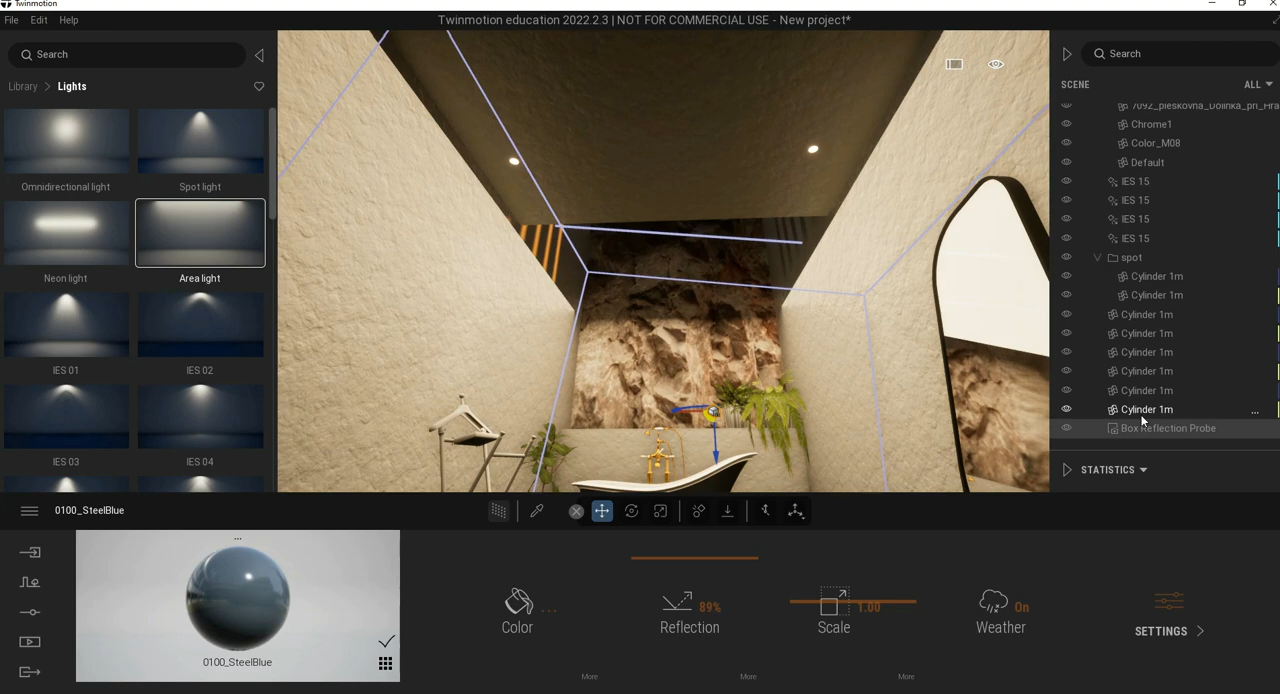 Twinmotion
File Edit Help
Twinmotion education 2022.2.3 | NOT FOR COMMERCIAL USE - New project*
Search
Library > Lights
Omnidirectional light Spot light
Neon light Area light
IES 01 IES 02
IES 03 IES 04
Search
SCENE ALL
7092_pieskovna_Dolinka_pri_Hra
Chrome1
Color_M08
Default
IES 15
IES 15
IES 15
IES 15
spot
Cylinder 1m
Cylinder 1m
Cylinder 1m
Cylinder 1m
Cylinder 1m
Cylinder 1m
Cylinder 1m
Cylinder 1m ...
Box Reflection Probe
STATISTICS
0100_SteelBlue
...
0100_SteelBlue
Color ...
Reflection 89%
Scale 1.00
Weather On
SETTINGS >
More More More